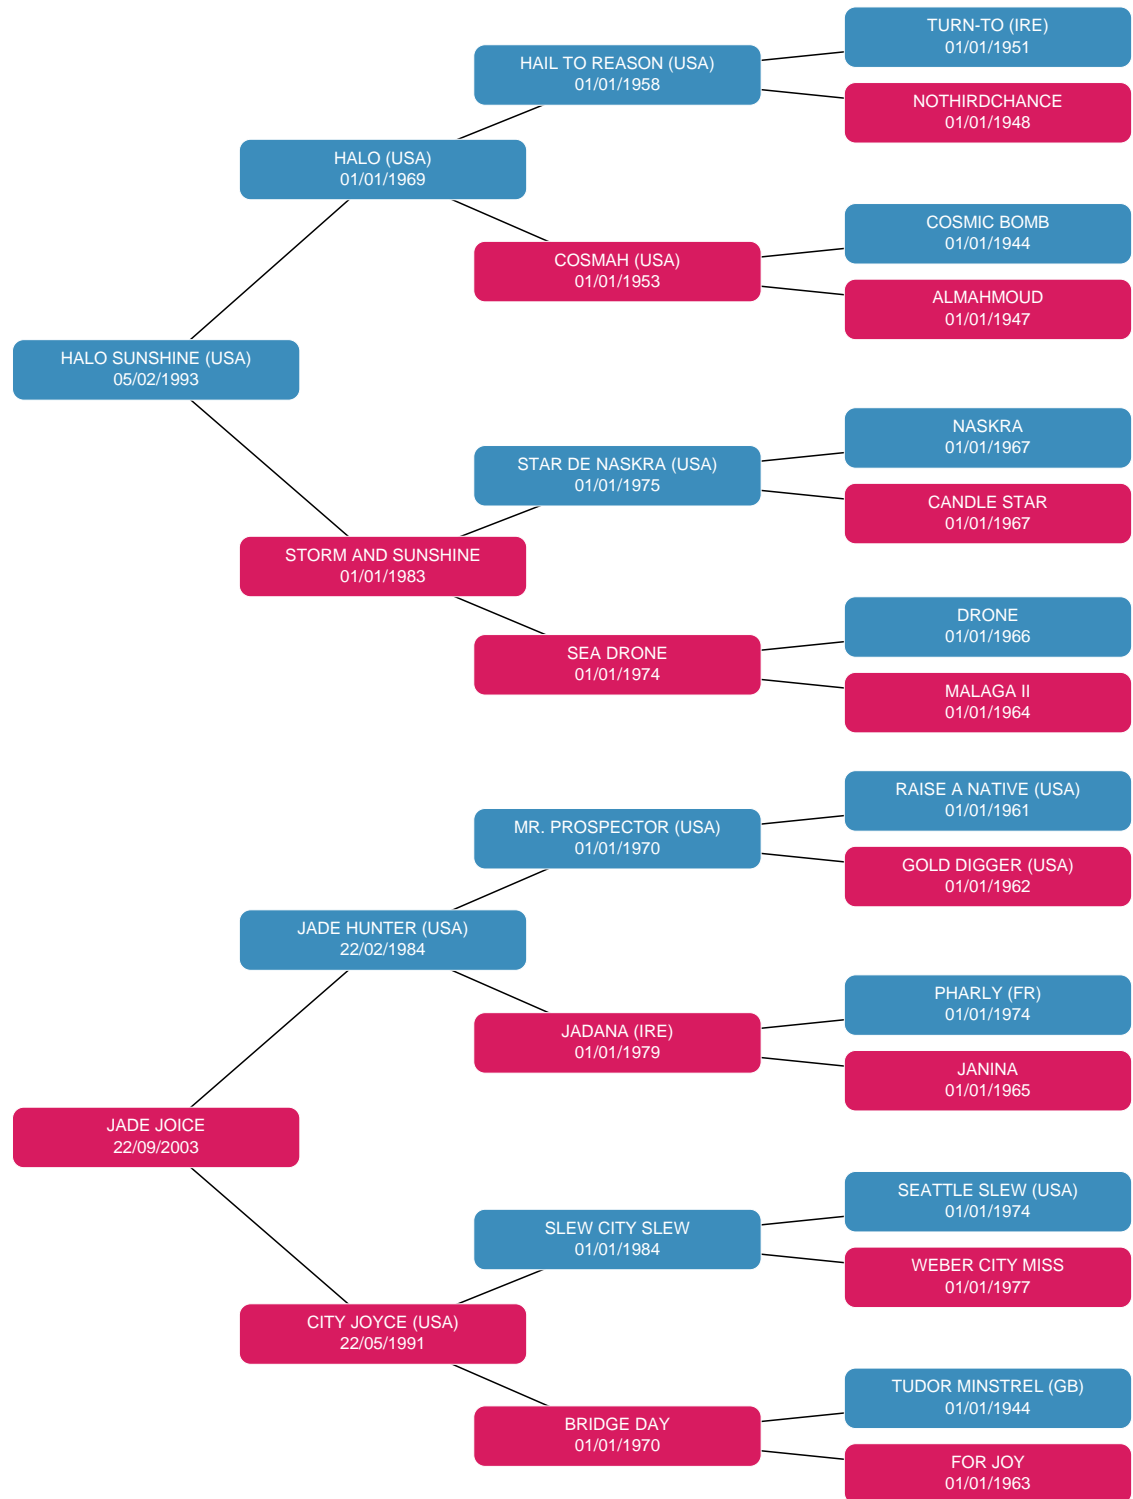 TURN-TO (IRE)
01/01/1951
HAIL TO REASON (USA)
01/01/1958
NOTHIRDCHANCE
01/01/1948
HALO (USA)
01/01/1969
COSMIC BOMB
01/01/1944
COSMAH (USA)
01/01/1953
ALMAHMOUD
01/01/1947
HALO SUNSHINE (USA)
05/02/1993
NASKRA
01/01/1967
STAR DE NASKRA (USA)
01/01/1975
CANDLE STAR
01/01/1967
STORM AND SUNSHINE
01/01/1983
DRONE
01/01/1966
SEA DRONE
01/01/1974
MALAGA II
01/01/1964
RAISE A NATIVE (USA)
01/01/1961
MR. PROSPECTOR (USA)
01/01/1970
GOLD DIGGER (USA)
01/01/1962
JADE HUNTER (USA)
22/02/1984
PHARLY (FR)
01/01/1974
JADANA (IRE)
01/01/1979
JANINA
01/01/1965
JADE JOICE
22/09/2003
SEATTLE SLEW (USA)
01/01/1974
SLEW CITY SLEW
01/01/1984
WEBER CITY MISS
01/01/1977
CITY JOYCE (USA)
22/05/1991
TUDOR MINSTREL (GB)
01/01/1944
BRIDGE DAY
01/01/1970
FOR JOY
01/01/1963